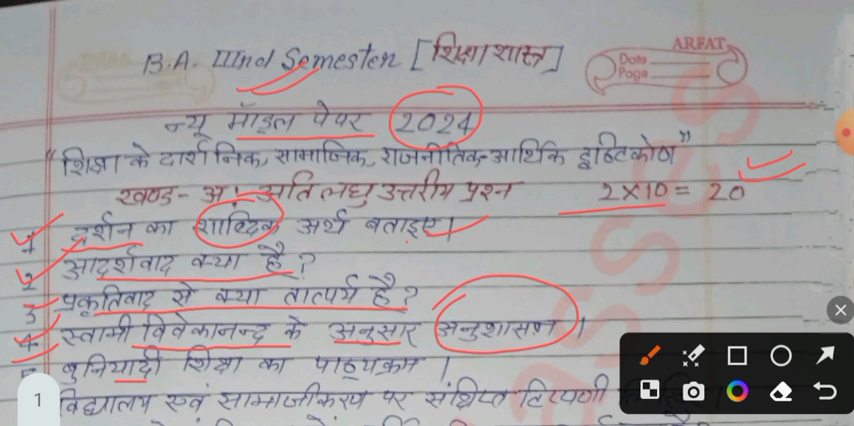 ARFAT
Date
Page
B.A. IIInd Semester [शिक्षाशास्त्र]
न्यू मॉडल पेपर 2024
"शिक्षा के दार्शनिक, सामाजिक, राजनीतिक-आर्थिक दृष्टिकोण"
खण्ड-अ: अति लघु उत्तरीय प्रश्न 2×10 = 20
1 दर्शन का शाब्दिक अर्थ बताइए।
2 आदर्शवाद क्या है?
3 प्रकृतिवाद से क्या तात्पर्य है?
4. स्वामी विवेकानन्द के अनुसार अनुशासन।
5 बुनियादी शिक्षा का पाठ्यक्रम।
विद्यालय एवं सामाजीकरण पर संक्षिप्त टिप्पणी
1